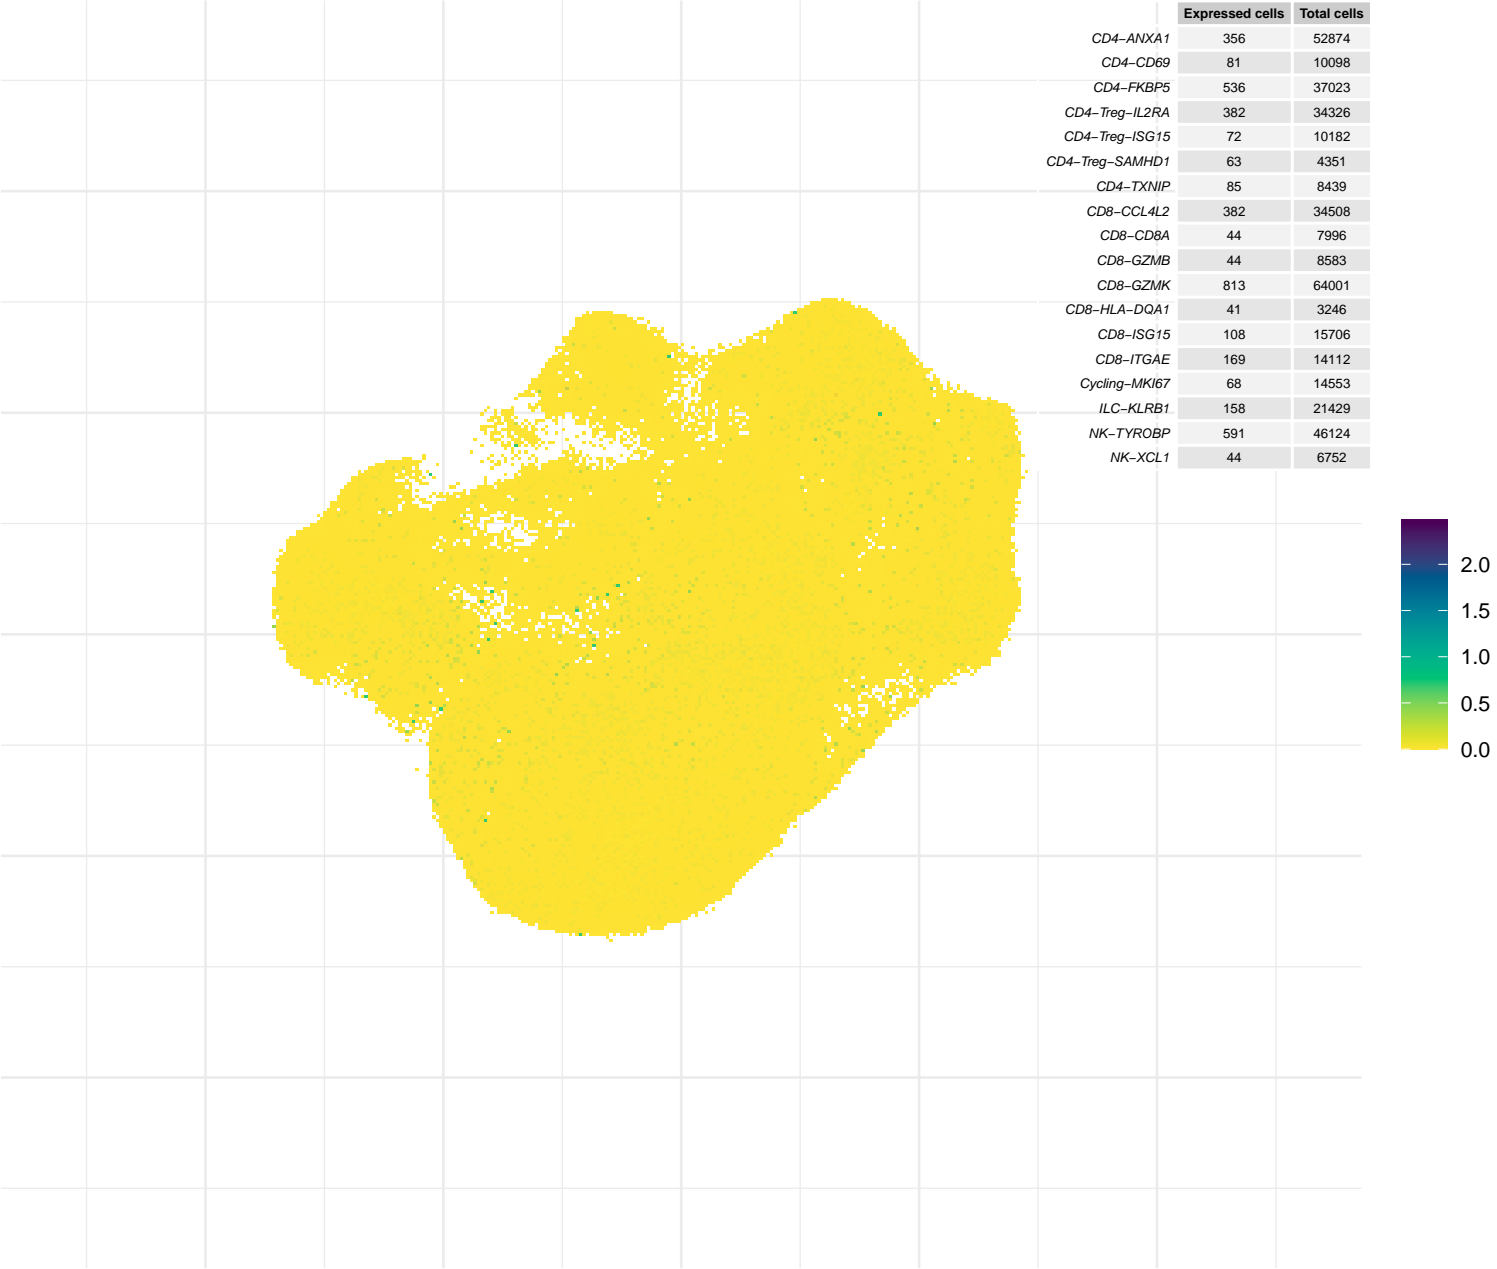 Expressed cells Total cells
CD4−ANXA1 356 52874
CD4−CD69 81 10098
CD4−FKBP5 536 37023
CD4−Treg−IL2RA 382 34326
CD4−Treg−ISG15 72 10182
CD4−Treg−SAMHD1 63 4351
CD4−TXNIP 85 8439
CD8−CCL4L2 382 34508
CD8−CD8A 44 7996
CD8−GZMB 44 8583
CD8−GZMK 813 64001
CD8−HLA−DQA1 41 3246
CD8−ISG15 108 15706
CD8−ITGAE 169 14112
Cycling−MKI67 68 14553
ILC−KLRB1 158 21429
NK−TYROBP 591 46124
NK−XCL1 44 6752
2.0
1.5
1.0
0.5
0.0